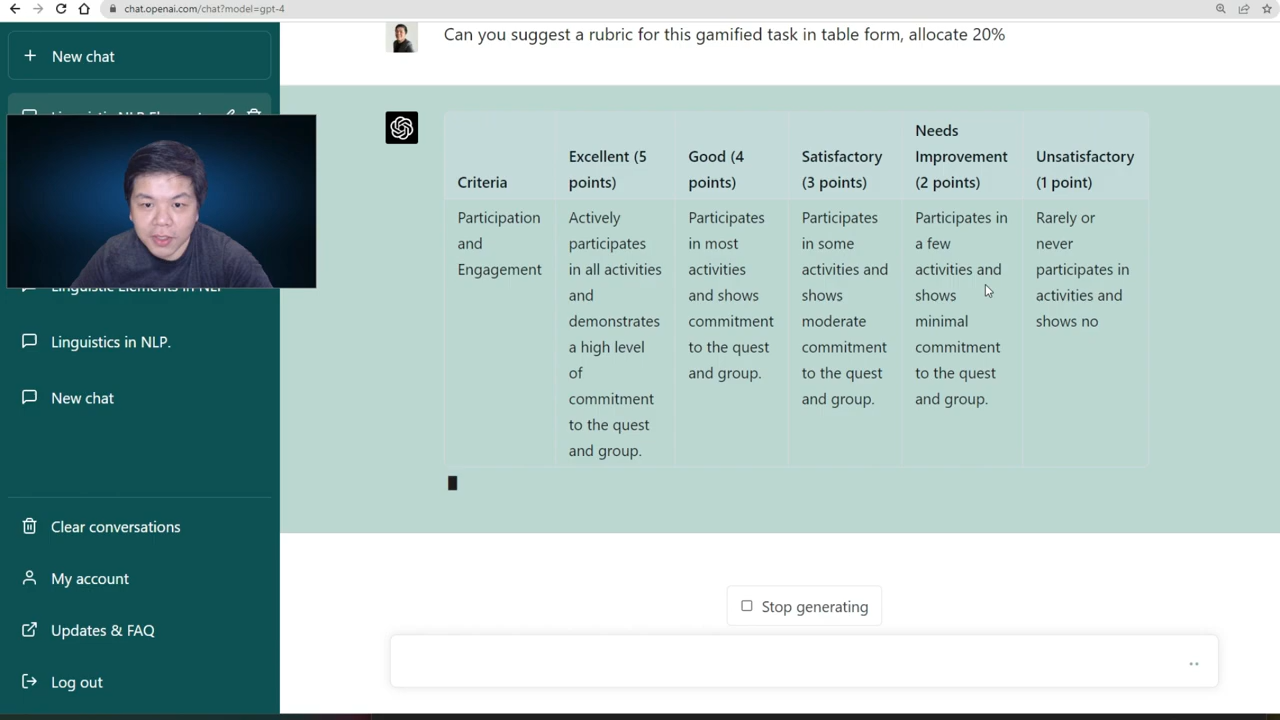 chat.openai.com/chat?model=gpt-4
New chat
Linguistics in NLP.
New chat
Clear conversations
My account
Updates & FAQ
Log out
Can you suggest a rubric for this gamified task in table form, allocate 20%
Criteria
Excellent (5
points)
Good (4
points)
Satisfactory
(3 points)
Needs
Improvement
(2 points)
Unsatisfactory
(1 point)
Participation
and
Engagement
Actively
participates
in all activities
and
demonstrates
a high level
of
commitment
to the quest
and group.
Participates
in most
activities
and shows
commitment
to the quest
and group.
Participates
in some
activities and
shows
moderate
commitment
to the quest
and group.
Participates in
a few
activities and
shows
minimal
commitment
to the quest
and group.
Rarely or
never
participates in
activities and
shows no
Stop generating